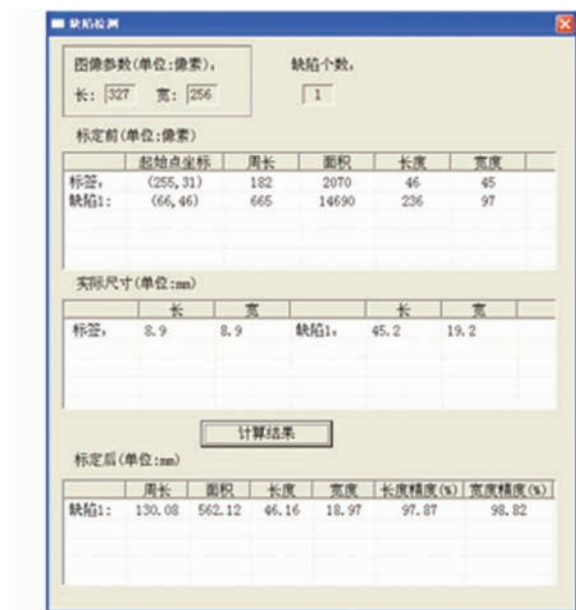 缺陷检测
图像参数(单位:像素): 缺陷个数:
长: 327 宽: 256 1
标定前(单位:像素)
起始点坐标 周长 面积 长度 宽度
标签: (255,31) 182 2070 46 45
缺陷1: (66,46) 665 14690 236 97
实际尺寸(单位:mm)
长 宽 长 宽
标签: 8.9 8.9 缺陷1: 45.2 19.2
计算结果
标定后(单位:mm)
周长 面积 长度 宽度 长度精度(%) 宽度精度(%)
缺陷1: 130.08 562.12 46.16 18.97 97.87 98.82